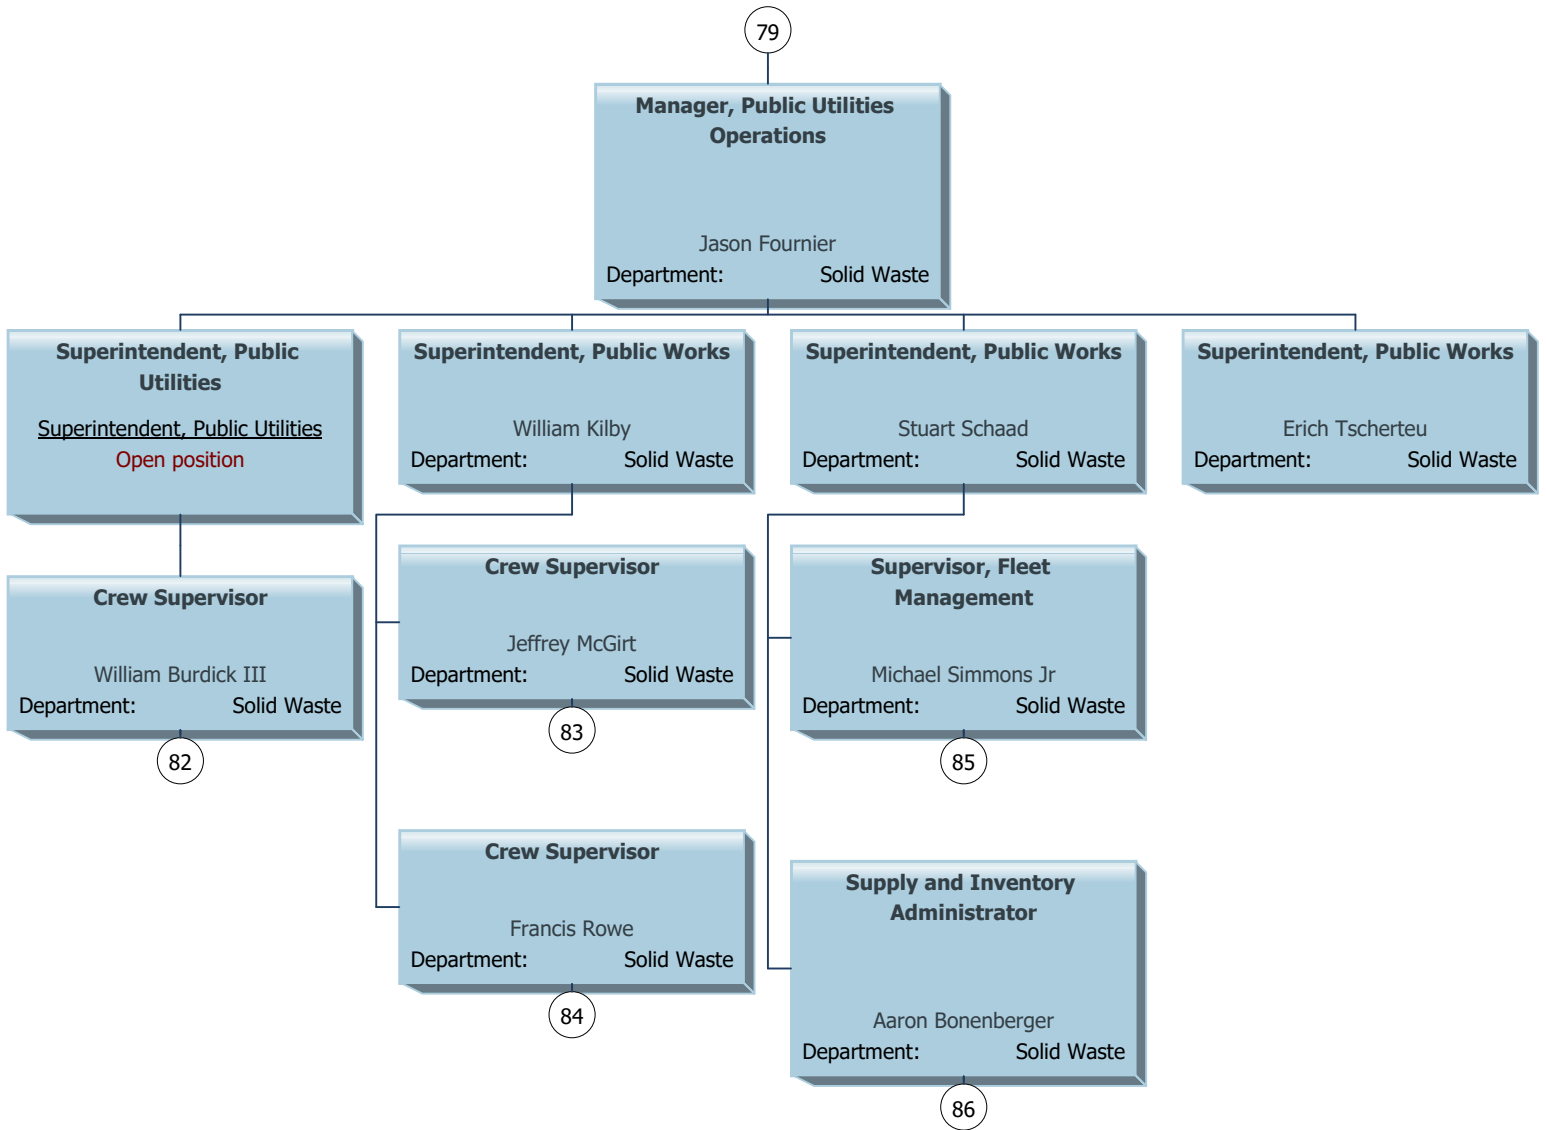 79
Manager, Public Utilities
Operations
Jason Fournier
Department: Solid Waste
Superintendent, Public
Utilities
Superintendent, Public Utilities
Open position
Superintendent, Public Works
William Kilby
Department: Solid Waste
Superintendent, Public Works
Stuart Schaad
Department: Solid Waste
Superintendent, Public Works
Erich Tscherteu
Department: Solid Waste
Crew Supervisor
William Burdick III
Department: Solid Waste
82
Crew Supervisor
Jeffrey McGirt
Department: Solid Waste
83
Crew Supervisor
Francis Rowe
Department: Solid Waste
84
Supervisor, Fleet
Management
Michael Simmons Jr
Department: Solid Waste
85
Supply and Inventory
Administrator
Aaron Bonenberger
Department: Solid Waste
86